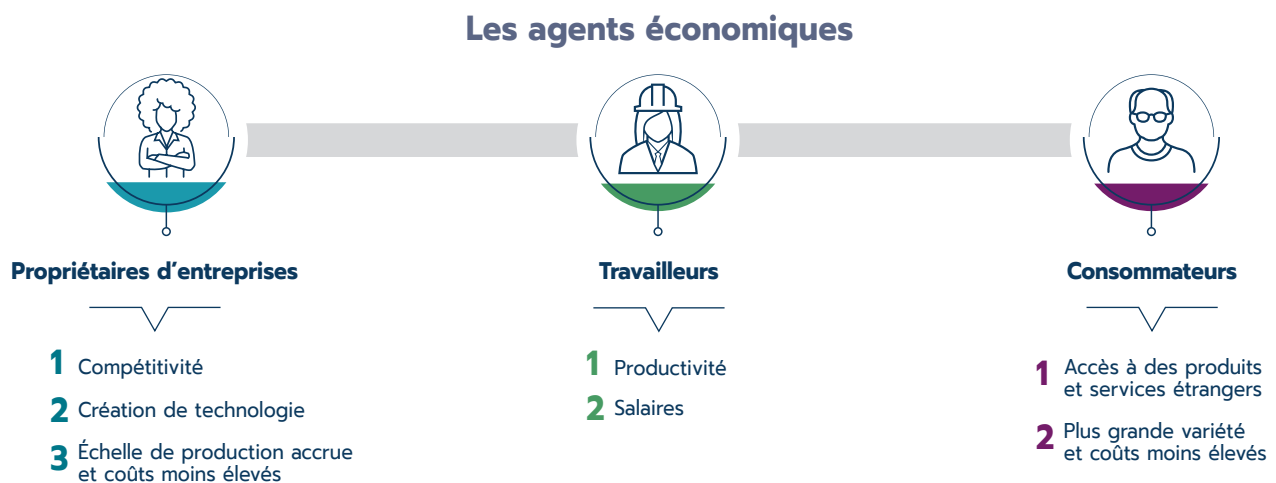 Les agents économiques
Propriétaires d'entreprises
1 Compétitivité
2 Création de technologie
3 Échelle de production accrue
et coûts moins élevés
Travailleurs
1 Productivité
2 Salaires
Consommateurs
1 Accès à des produits
et services étrangers
2 Plus grande variété
et coûts moins élevés